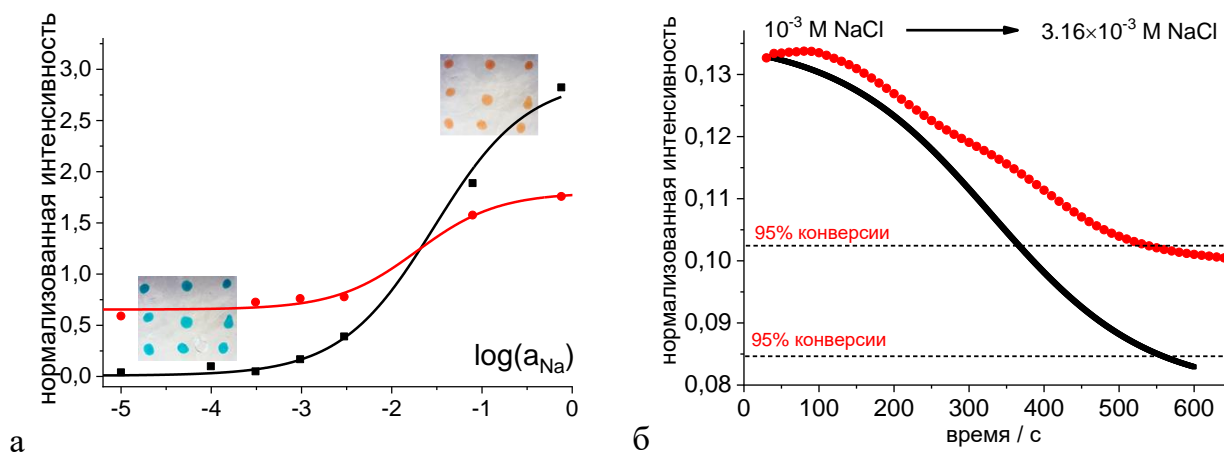 нормализованная интенсивность
3,0
2,5
2,0
1,5
1,0
0,5
0,0
-5
-4
-3
-2
-1
0
log(a_Na)
а
нормализованная интенсивность
0,13
0,12
0,11
0,10
0,09
0,08
10⁻³ M NaCl
3.16×10⁻³ M NaCl
95% конверсии
95% конверсии
0
100
200
300
400
500
600
время / с
б